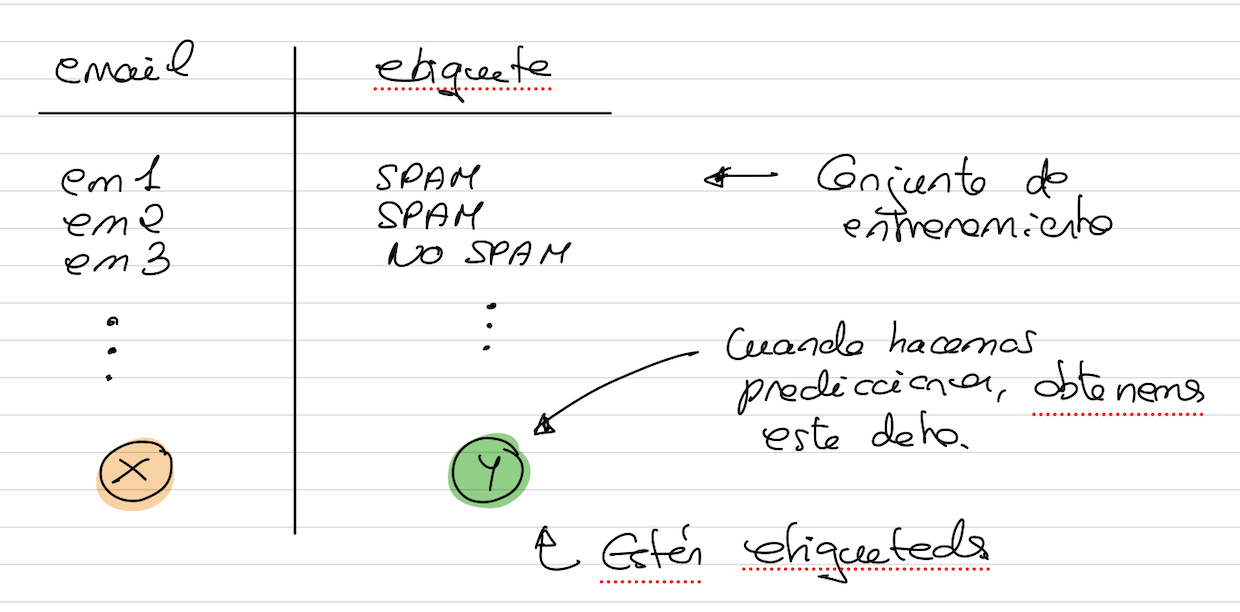 email etiqueta
em1 SPAM ← Conjunto de
em2 SPAM entrenamiento
em3 NO SPAM
Cuando hacemos
predicciones, obtenemos
este dato.
X Y
Están etiquetados